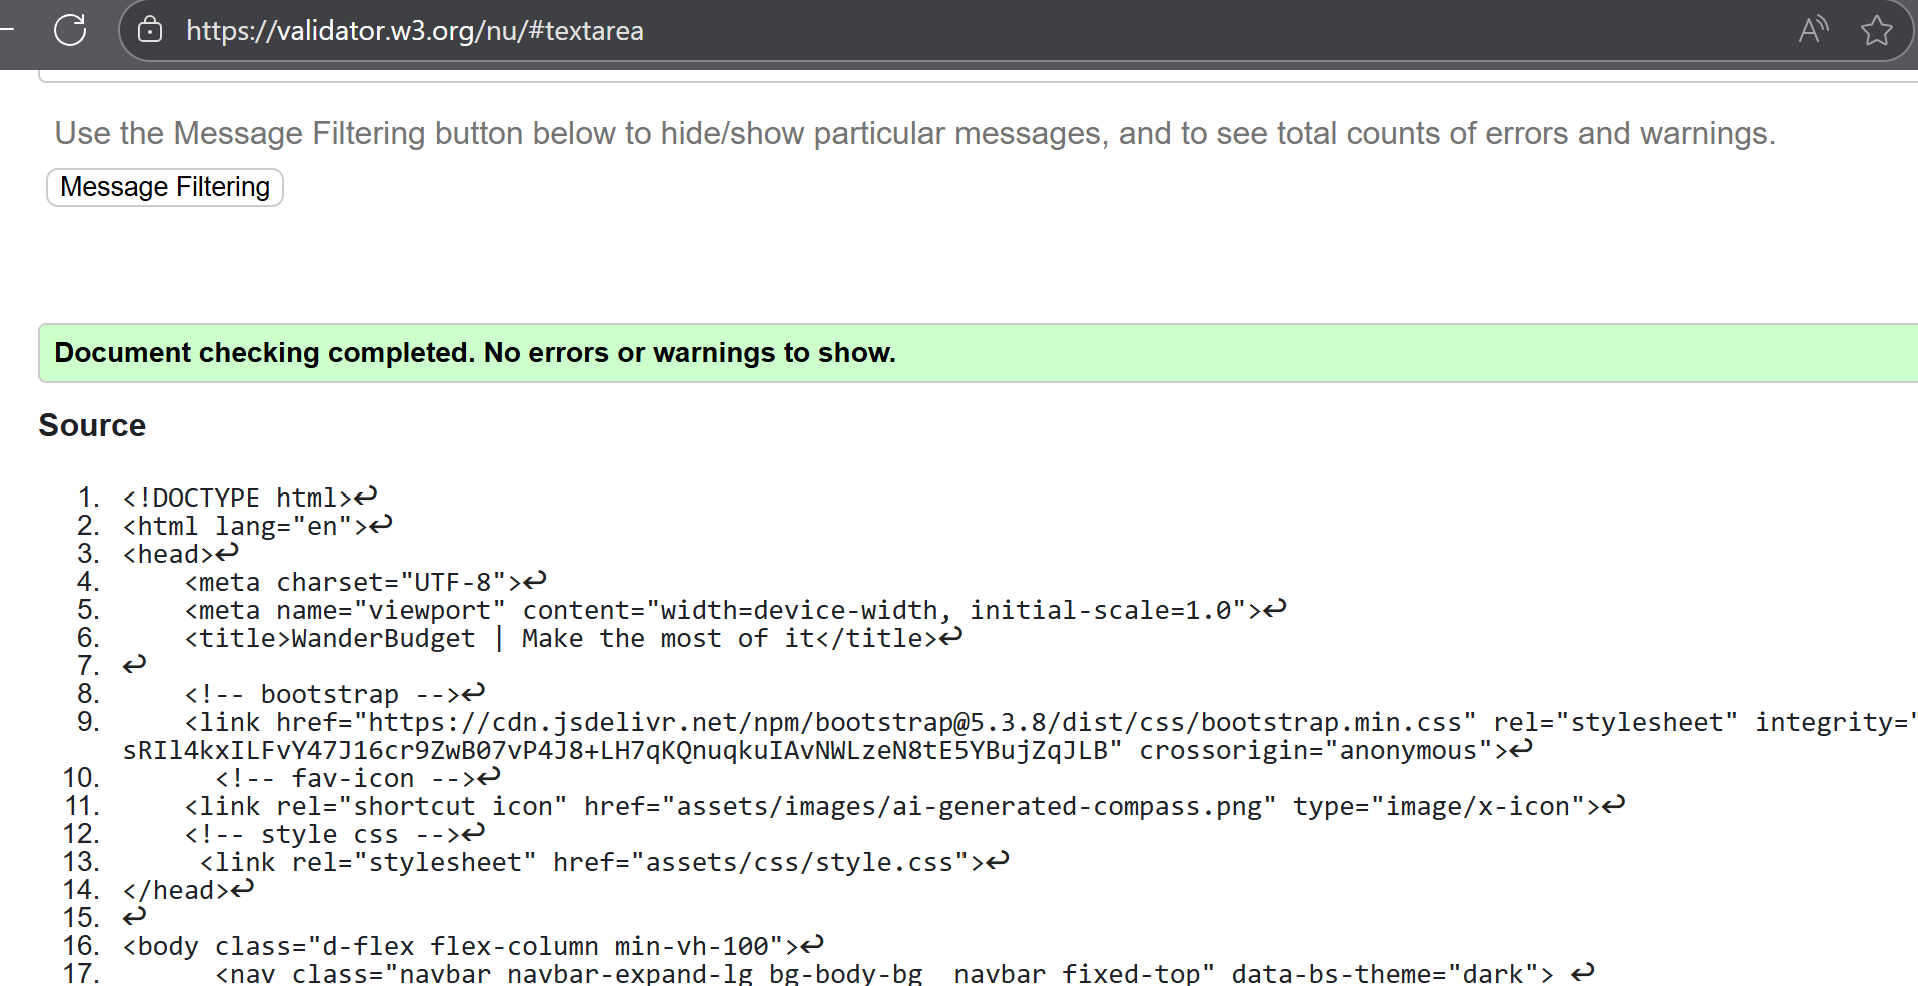 https://validator.w3.org/nu/#textarea
Use the Message Filtering button below to hide/show particular messages, and to see total counts of errors and warnings.
Message Filtering
Document checking completed. No errors or warnings to show.
Source
1. <!DOCTYPE html>↩
2. <html lang="en">↩
3. <head>↩
4. <meta charset="UTF-8">↩
5. <meta name="viewport" content="width=device-width, initial-scale=1.0">↩
6. <title>WanderBudget | Make the most of it</title>↩
7. ↩
8. <!-- bootstrap -->↩
9. <link href="https://cdn.jsdelivr.net/npm/bootstrap@5.3.8/dist/css/bootstrap.min.css" rel="stylesheet" integrity="
sRIl4kxILFvY47J16cr9ZwB07vP4J8+LH7qKQnuqkuIAvNWLzeN8tE5YBujZqJLB" crossorigin="anonymous">↩
10. <!-- fav-icon -->↩
11. <link rel="shortcut icon" href="assets/images/ai-generated-compass.png" type="image/x-icon">↩
12. <!-- style css -->↩
13. <link rel="stylesheet" href="assets/css/style.css">↩
14. </head>↩
15. ↩
16. <body class="d-flex flex-column min-vh-100">↩
17. <nav class="navbar navbar-expand-lg bg-body-bg  navbar fixed-top" data-bs-theme="dark"> ↩